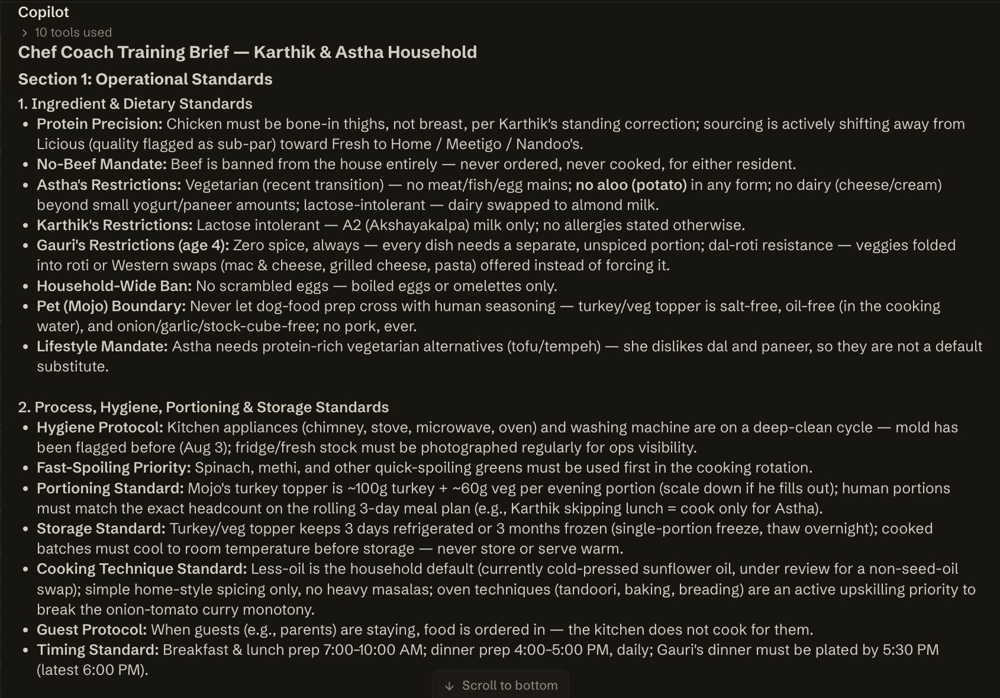 Copilot
10 tools used
Chef Coach Training Brief — Karthik & Astha Household
Section 1: Operational Standards
1. Ingredient & Dietary Standards
• Protein Precision: Chicken must be bone-in thighs, not breast, per Karthik's standing correction; sourcing is actively shifting away from
Licious (quality flagged as sub-par) toward Fresh to Home / Meetigo / Nandoo's.
• No-Beef Mandate: Beef is banned from the house entirely — never ordered, never cooked, for either resident.
• Astha's Restrictions: Vegetarian (recent transition) — no meat/fish/egg mains; no aloo (potato) in any form; no dairy (cheese/cream)
beyond small yogurt/paneer amounts; lactose-intolerant — dairy swapped to almond milk.
• Karthik's Restrictions: Lactose intolerant — A2 (Akshayakalpa) milk only; no allergies stated otherwise.
• Gauri's Restrictions (age 4): Zero spice, always — every dish needs a separate, unspiced portion; dal-roti resistance — veggies folded
into roti or Western swaps (mac & cheese, grilled cheese, pasta) offered instead of forcing it.
• Household-Wide Ban: No scrambled eggs — boiled eggs or omelettes only.
• Pet (Mojo) Boundary: Never let dog-food prep cross with human seasoning — turkey/veg topper is salt-free, oil-free (in the cooking
water), and onion/garlic/stock-cube-free; no pork, ever.
• Lifestyle Mandate: Astha needs protein-rich vegetarian alternatives (tofu/tempeh) — she dislikes dal and paneer, so they are not a default
substitute.
2. Process, Hygiene, Portioning & Storage Standards
• Hygiene Protocol: Kitchen appliances (chimney, stove, microwave, oven) and washing machine are on a deep-clean cycle — mold has
been flagged before (Aug 3); fridge/fresh stock must be photographed regularly for ops visibility.
• Fast-Spoiling Priority: Spinach, methi, and other quick-spoiling greens must be used first in the cooking rotation.
• Portioning Standard: Mojo's turkey topper is ~100g turkey + ~60g veg per evening portion (scale down if he fills out); human portions
must match the exact headcount on the rolling 3-day meal plan (e.g., Karthik skipping lunch = cook only for Astha).
• Storage Standard: Turkey/veg topper keeps 3 days refrigerated or 3 months frozen (single-portion freeze, thaw overnight); cooked
batches must cool to room temperature before storage — never store or serve warm.
• Cooking Technique Standard: Less-oil is the household default (currently cold-pressed sunflower oil, under review for a non-seed-oil
swap); simple home-style spicing only, no heavy masalas; oven techniques (tandoori, baking, breading) are an active upskilling priority to
break the onion-tomato curry monotony.
• Guest Protocol: When guests (e.g., parents) are staying, food is ordered in — the kitchen does not cook for them.
• Timing Standard: Breakfast & lunch prep 7:00–10:00 AM; dinner prep 4:00–5:00 PM, daily; Gauri's dinner must be plated by 5:30 PM
(latest 6:00 PM).
↓ Scroll to bottom